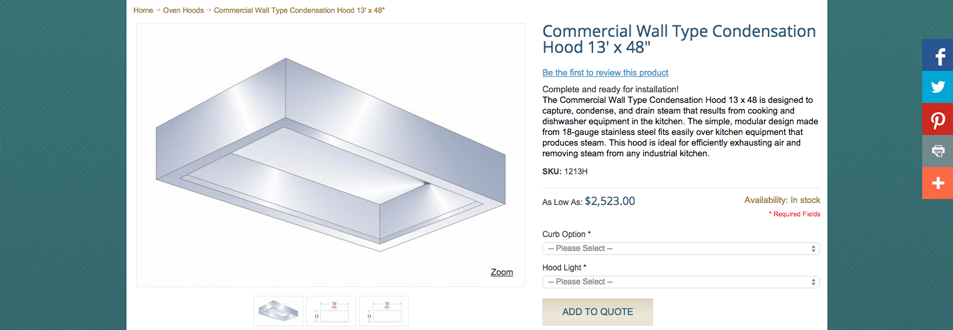 Home → Oven Hoods → Commercial Wall Type Condensation Hood 13' x 48"
Commercial Wall Type Condensation
Hood 13' x 48"
Be the first to review this product
Complete and ready for installation!
The Commercial Wall Type Condensation Hood 13 x 48 is designed to
capture, condense, and drain steam that results from cooking and
dishwasher equipment in the kitchen. The simple, modular design made
from 18-gauge stainless steel fits easily over kitchen equipment that
produces steam. This hood is ideal for efficiently exhausting air and
removing steam from any industrial kitchen.
SKU: 1213H
As Low As: $2,523.00
Availability: In stock
* Required Fields
Curb Option *
-- Please Select --
Hood Light *
-- Please Select --
ADD TO QUOTE
Zoom
W
H
W
H